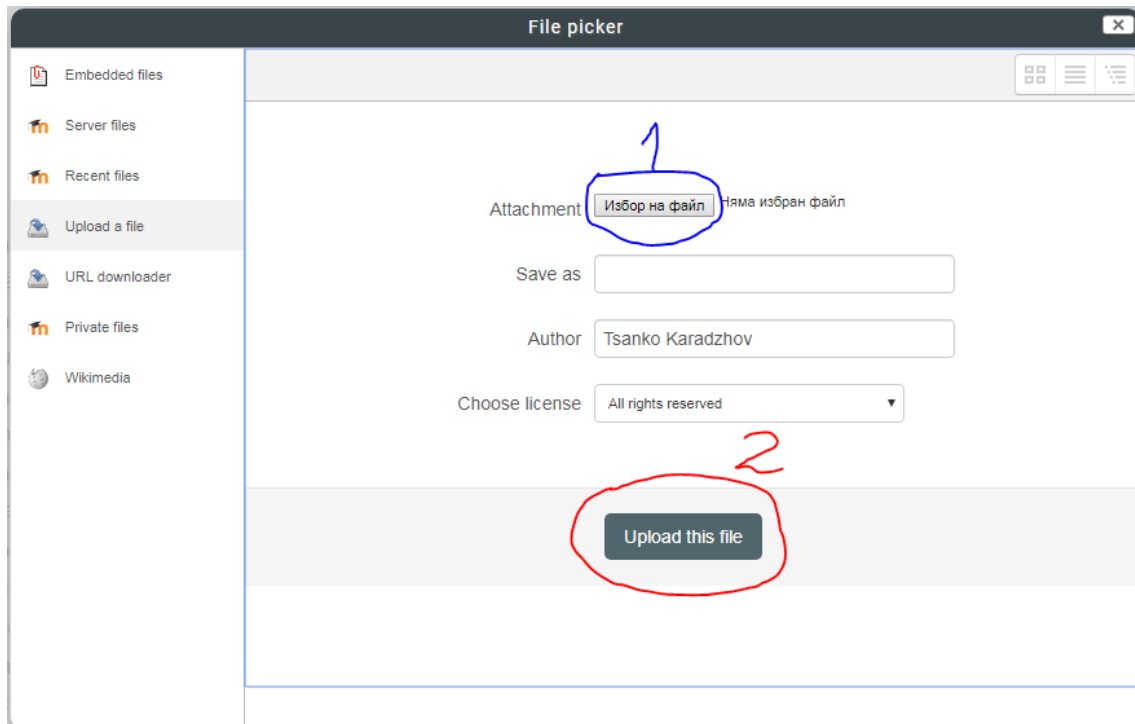 File picker
Embedded files
Server files
Recent files
Upload a file
URL downloader
Private files
Wikimedia
1
Attachment Избор на файл Няма избран файл
Save as
Author Tsanko Karadzhov
Choose license All rights reserved
2
Upload this file